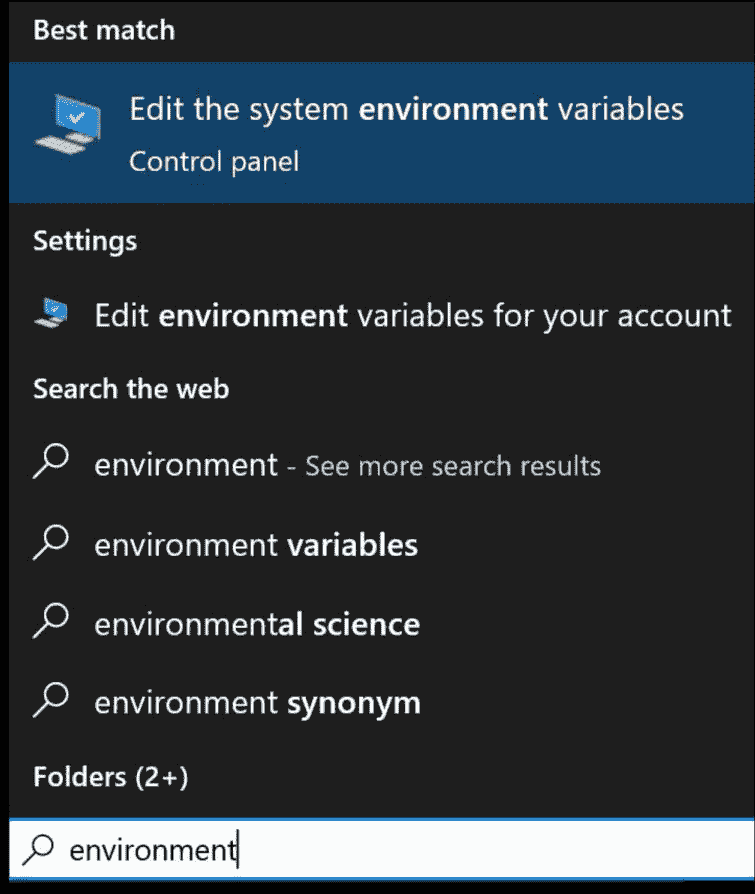 Best match
Edit the system environment variables
Control panel
Settings
Edit environment variables for your account
Search the web
environment - See more search results
environment variables
environmental science
environment synonym
Folders (2+)
environment